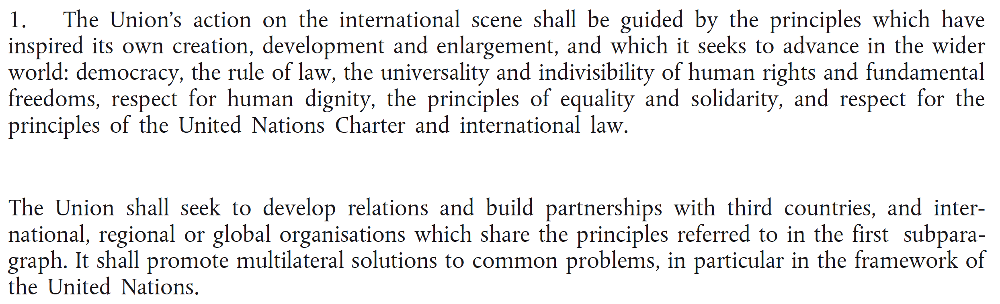 1. The Union’s action on the international scene shall be guided by the principles which have
inspired its own creation, development and enlargement, and which it seeks to advance in the wider
world: democracy, the rule of law, the universality and indivisibility of human rights and fundamental
freedoms, respect for human dignity, the principles of equality and solidarity, and respect for the
principles of the United Nations Charter and international law.
The Union shall seek to develop relations and build partnerships with third countries, and inter-
national, regional or global organisations which share the principles referred to in the first subpara-
graph. It shall promote multilateral solutions to common problems, in particular in the framework of
the United Nations.